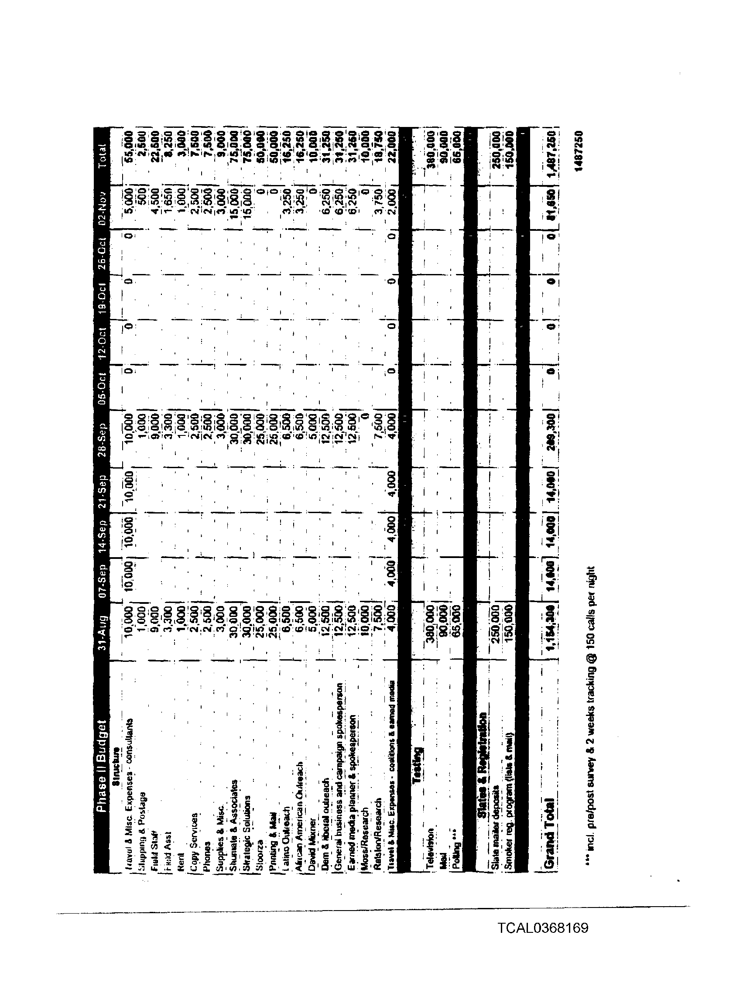 Phase II Budget 31-Aug 07-Sep 14-Sep 21-Sep 28-Sep 05-Oct 12-Oct 19-Oct 26-Oct 02-Nov Total
Structure
Travel & Misc. Expenses - consultants 10,000 10,000 10,000 10,000 10,000 0 0 0 0 5,000 55,000
Shipping & Postage 1,000 1,000 500 2,500
Field Staff 9,000 9,000 4,500 22,500
Field Asst 3,300 3,300 1,650 8,250
Rent 1,000 1,000 1,000 3,000
Copy Services 2,500 2,500 2,500 7,500
Phones 2,500 2,500 2,500 7,500
Supplies & Misc. 3,000 3,000 3,000 9,000
Shumate & Associates 30,000 30,000 15,000 75,000
Strategic Solutions 30,000 30,000 15,000 75,000
Stoorza 25,000 25,000 0 50,000
Printing & Mail 25,000 25,000 0 50,000
Latino Outreach 6,500 6,500 3,250 16,250
African American Outreach 6,500 6,500 3,250 16,250
David 5,000 5,000 0 10,000
Dem & liberal outreach 12,500 12,500 6,250 31,250
General business and campaign spokesperson 12,500 12,500 6,250 31,250
Earned media planner & spokesperson 12,500 12,500 6,250 31,250
Moss/Research 10,000 0 0 10,000
7,500 7,500 3,750 18,750
Travel & Misc. Expenses - coalitions & earned media 4,000 4,000 4,000 4,000 4,000 0 0 0 0 2,000 22,000
Testing
Television 380,000 380,000
Mail 90,000 90,000
Polling *** 65,000 65,000
Slates & Registration
Slate mailer deposits 250,000 250,000
Smoker reg. program (lists & mail) 150,000 150,000
Grand Total 1,154,300 14,000 14,000 14,000 209,300 0 0 0 0 81,650 1,487,250
1487250
*** incl. pre/post survey & 2 weeks tracking @ 150 calls per night
TCAL0368169